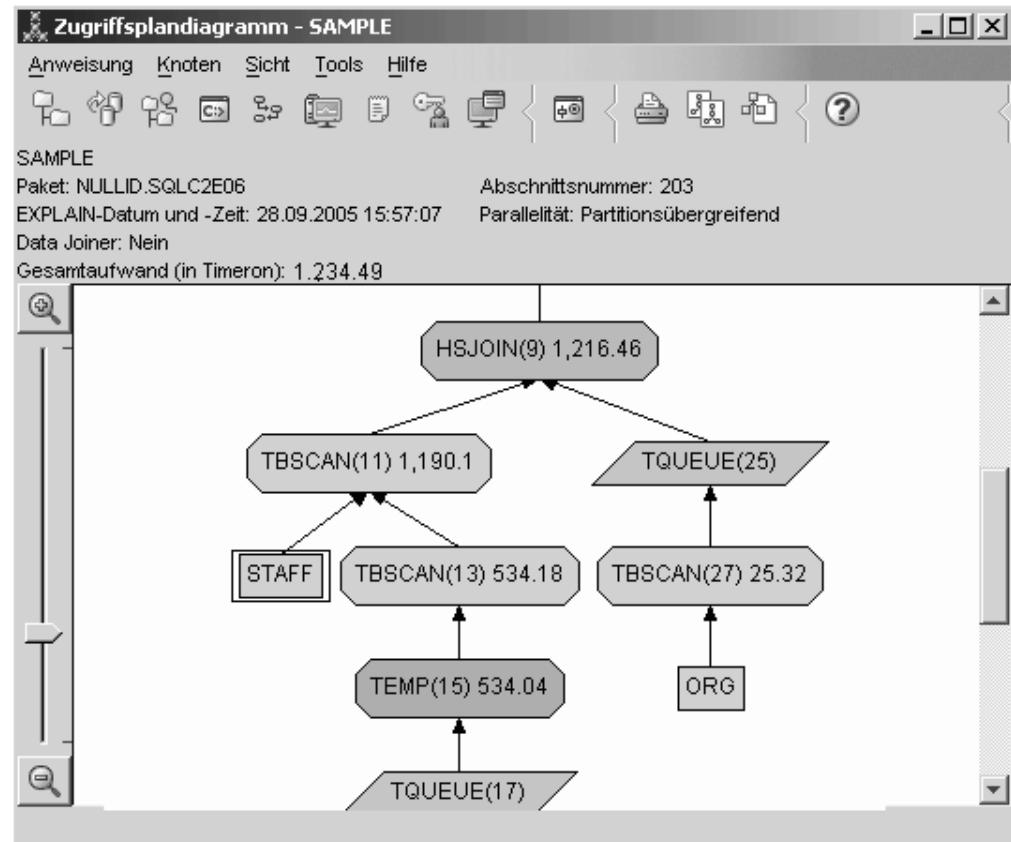 Zugriffsplandiagramm - SAMPLE
Anweisung Knoten Sicht Tools Hilfe
C:>
?
SAMPLE
Paket: NULLID.SQLC2E06 Abschnittsnummer: 203
EXPLAIN-Datum und -Zeit: 28.09.2005 15:57:07 Parallelität: Partitionsübergreifend
Data Joiner: Nein
Gesamtaufwand (in Timeron): 1.234.49
HSJOIN(9) 1,216.46
TBSCAN(11) 1,190.1 TQUEUE(25)
STAFF TBSCAN(13) 534.18 TBSCAN(27) 25.32
TEMP(15) 534.04 ORG
TQUEUE(17)